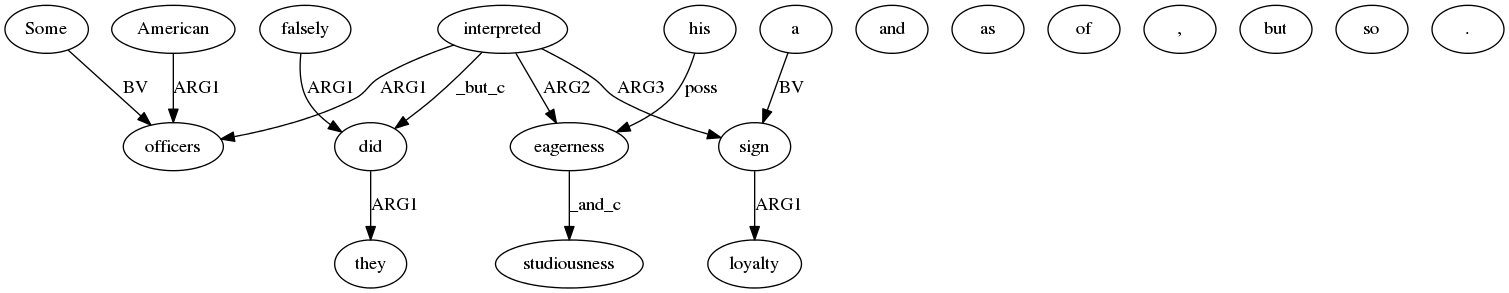 Some American falsely interpreted his a and as of , but so .
BV ARG1 ARG1 ARG1 _but_c ARG2 ARG3 poss BV
officers did eagerness sign
ARG1 _and_c ARG1
they studiousness loyalty